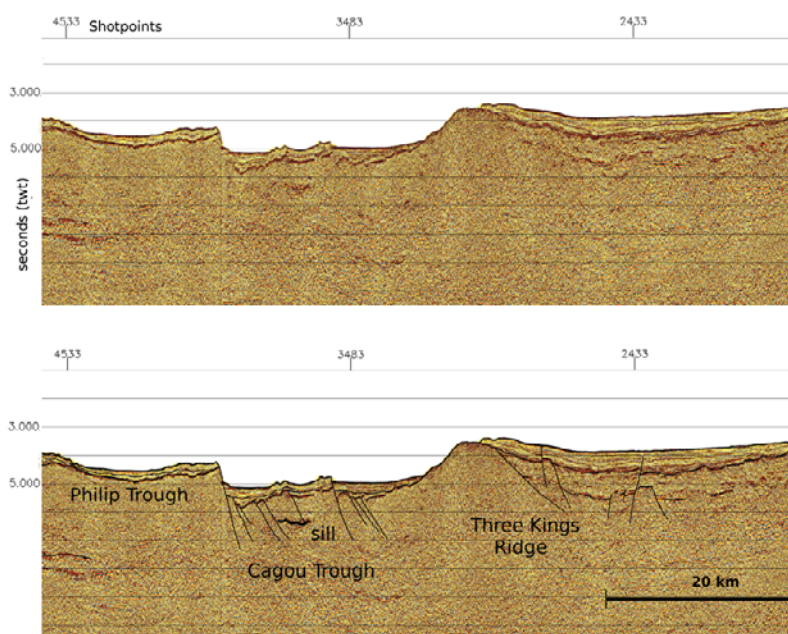 4533 Shotpoints 3483 2433
3.000
5.000
seconds (twt)
4533 3483 2433
3.000
5.000
Philip Trough
sill
Three Kings
Ridge
Cagou Trough
20 km